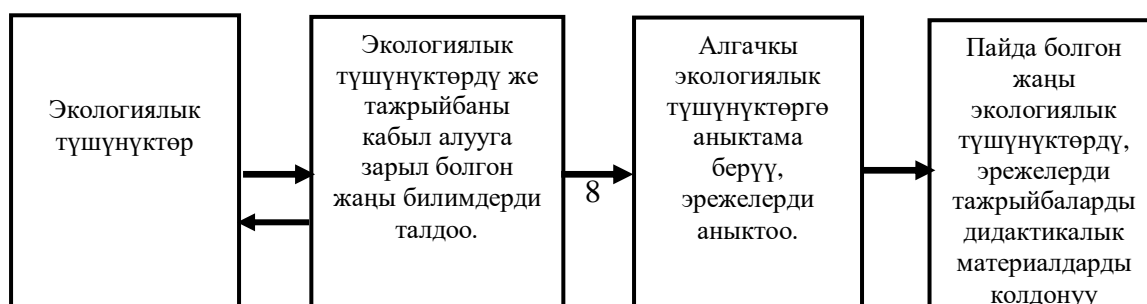 Экологиялык
түшүнүктөр
Экологиялык
түшүнүктөрдү же
тажрыйбаны
кабыл алууга
зарыл болгон
жаңы билимдерди
талдоо.
8
Алгачкы
экологиялык
түшүнүктөргө
аныктама
берүү,
эрежелерди
аныктоо.
Пайда болгон
жаңы
экологиялык
түшүнүктөрдү,
эрежелерди
тажрыйбаларды
дидактикалык
материалдарды
колдонуу